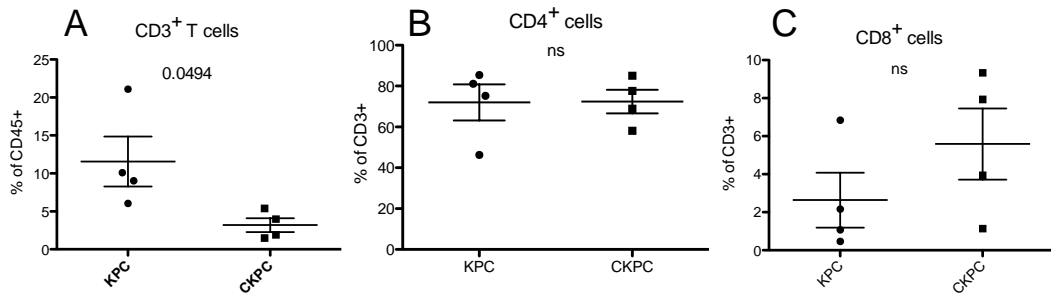 A
CD3+ T cells
0.0494
% of CD45+
25
20
15
10
5
0
KPC
CKPC
B
CD4+ cells
ns
% of CD3+
100
80
60
40
20
0
KPC
CKPC
C
CD8+ cells
ns
% of CD3+
10
8
6
4
2
0
KPC
CKPC